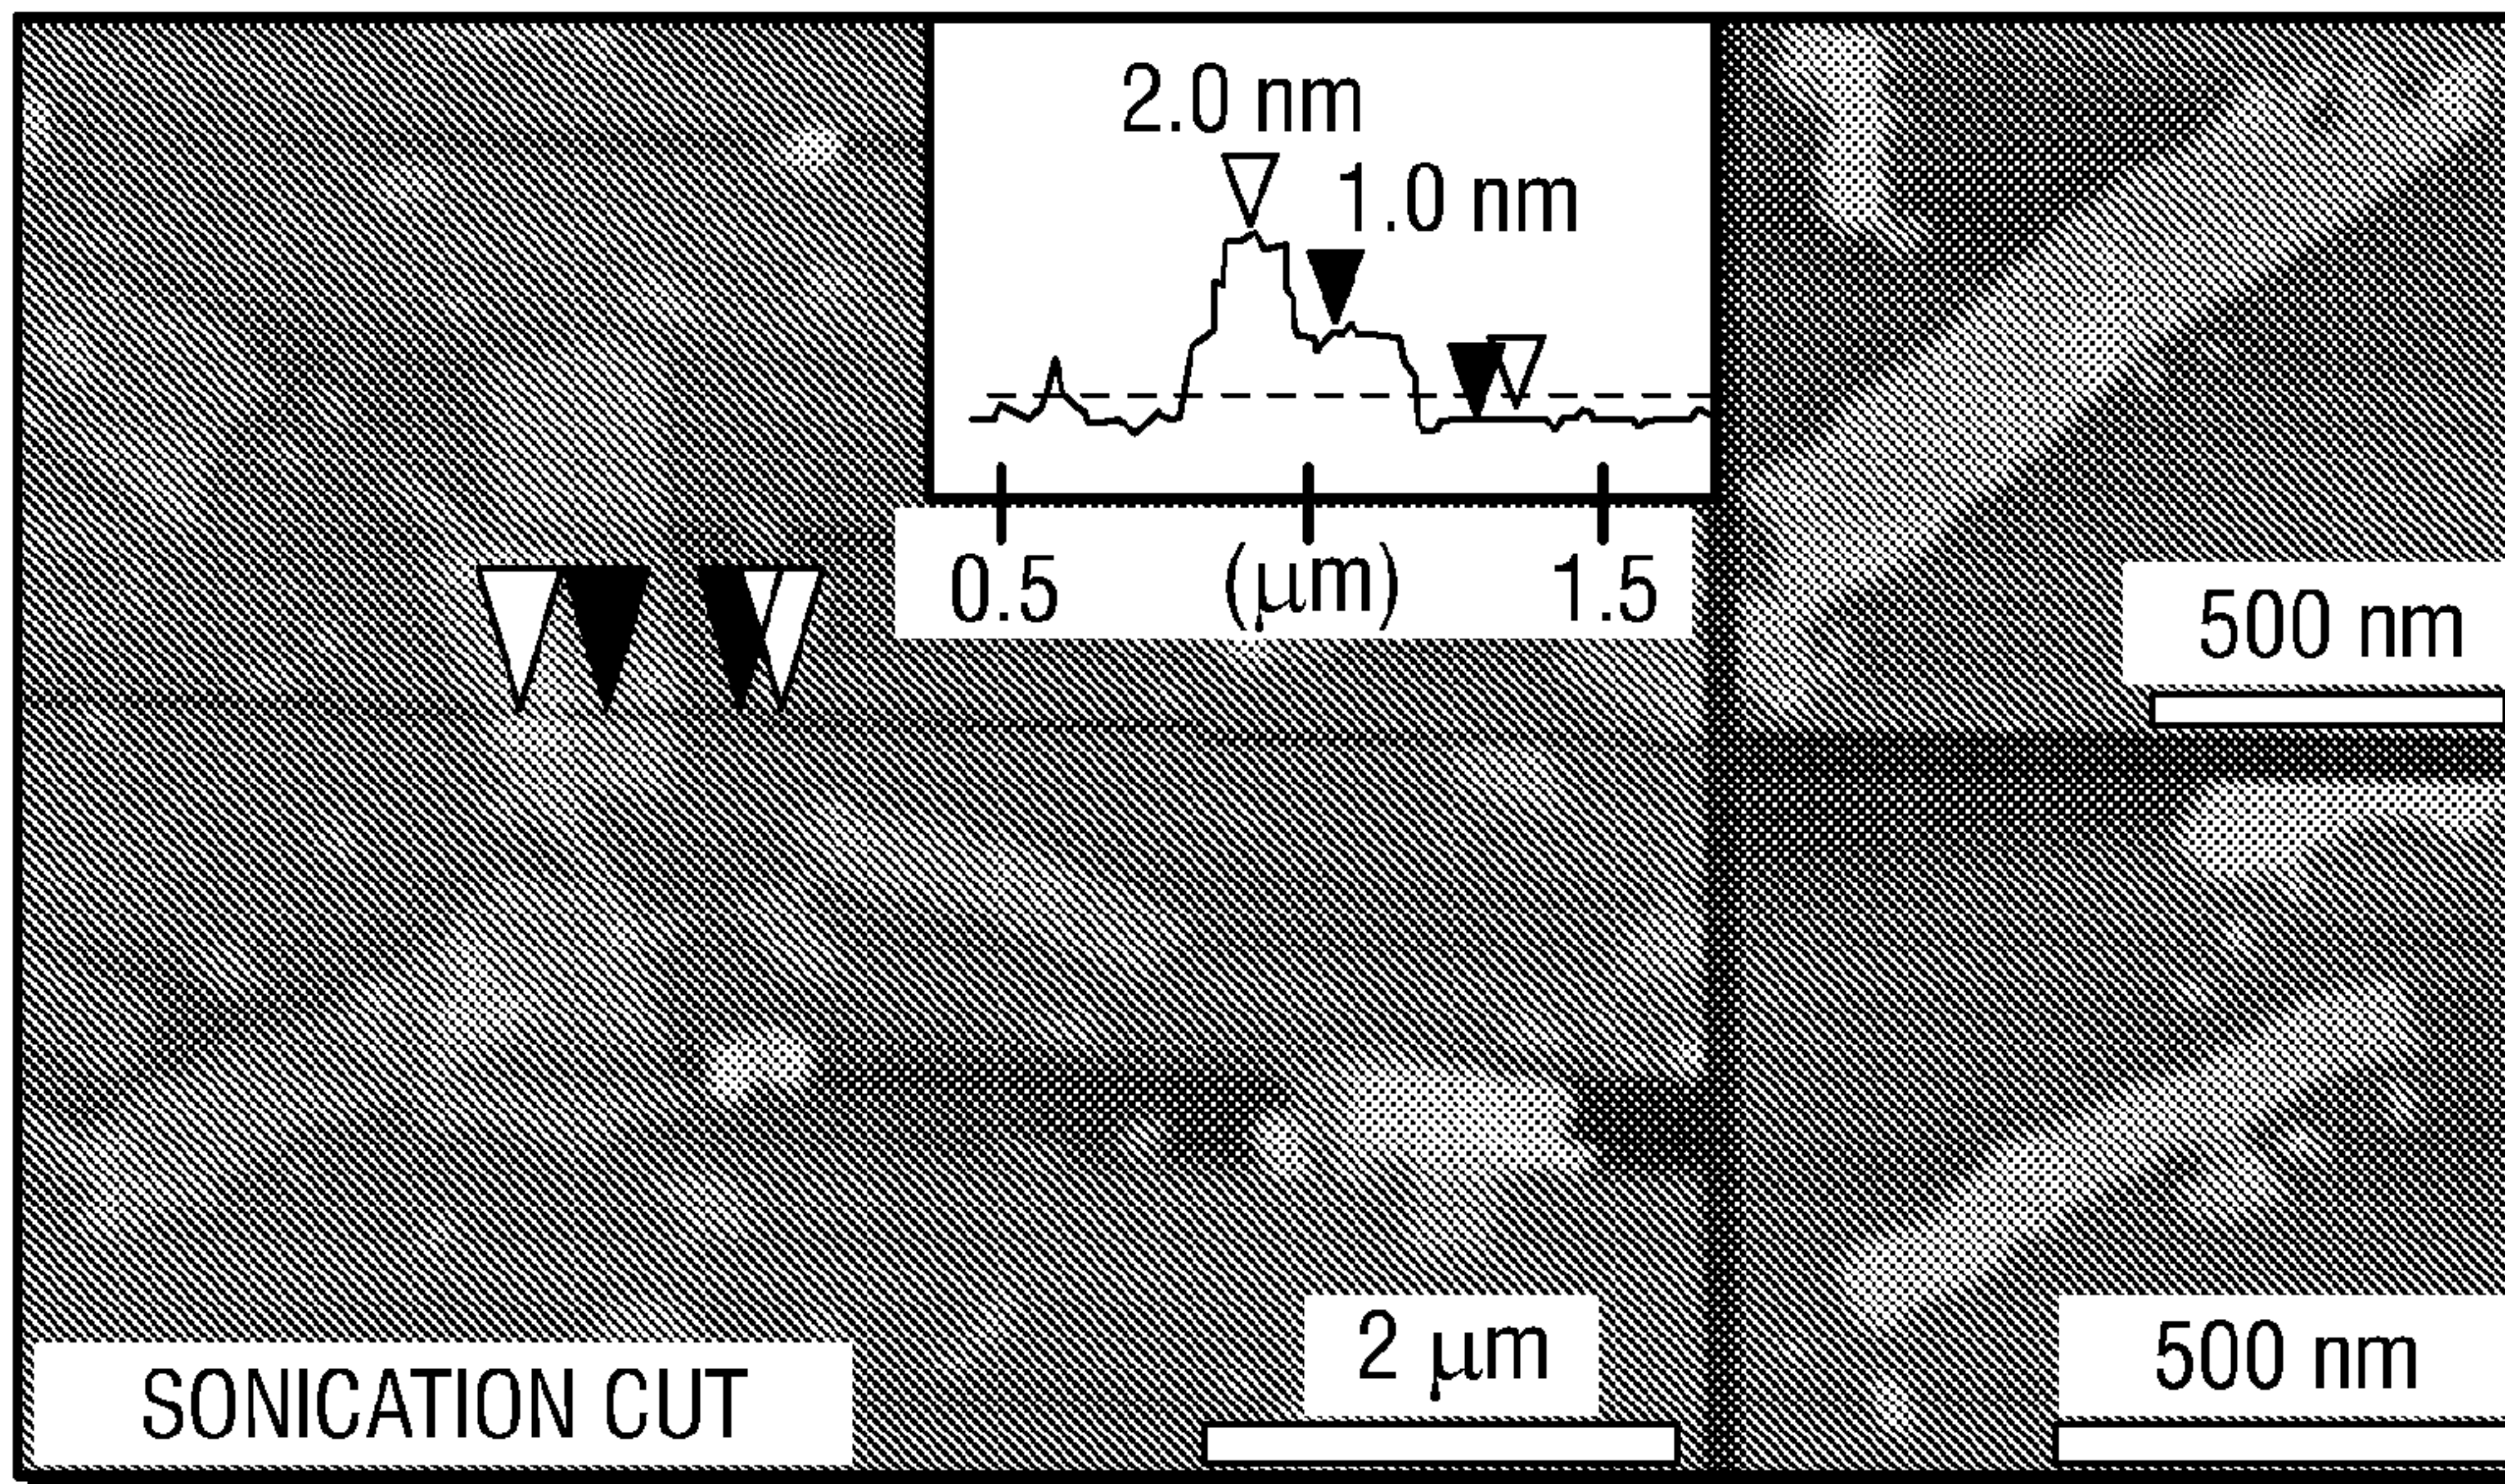 2.0 nm
1.0 nm
0.5 (μm) 1.5
500 nm
2 μm
500 nm
SONICATION CUT